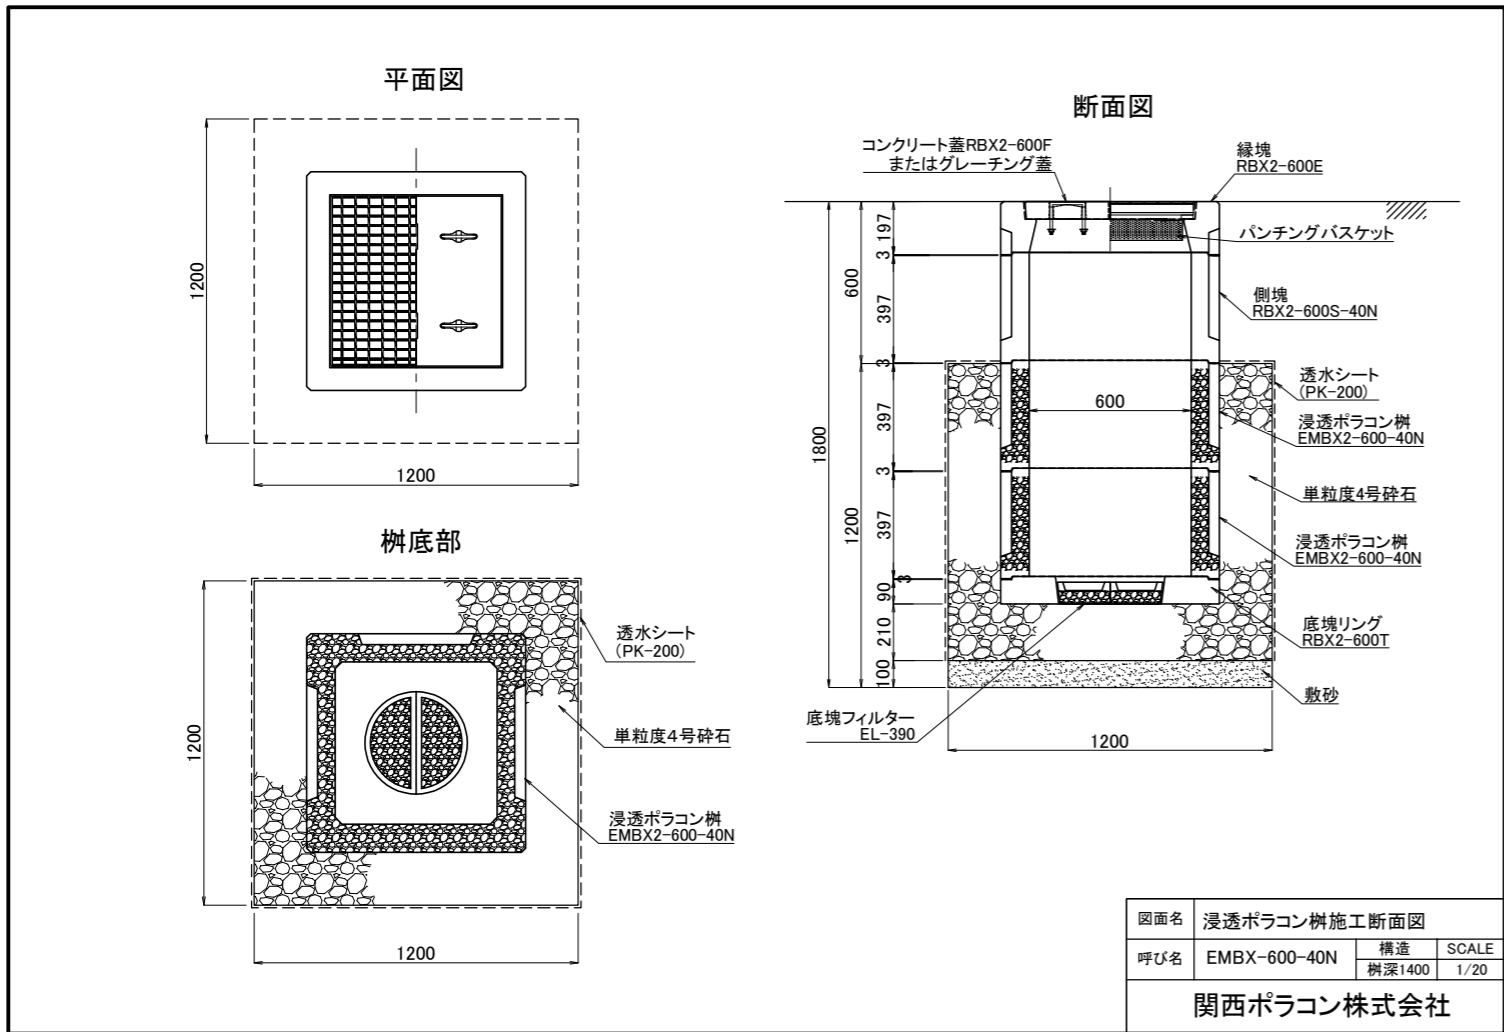 平面図
1200
1200
桝底部
透水シート
(PK-200)
単粒度4号砕石
浸透ポラコン桝
EMBX2-600-40N
1200
1200
断面図
コンクリート蓋RBX2-600F
またはグレーチング蓋
縁塊
RBX2-600E
パンチングバスケット
側塊
RBX2-600S-40N
透水シート
(PK-200)
浸透ポラコン桝
EMBX2-600-40N
単粒度4号砕石
浸透ポラコン桝
EMBX2-600-40N
底塊リング
RBX2-600T
敷砂
底塊フィルター
EL-390
1800
600
1200
197
3
397
3
397
3
397
3
90
210
100
600
1200
図面名 浸透ポラコン桝施工断面図
呼び名 EMBX-600-40N 構造 SCALE
桝深1400 1/20
関西ポラコン株式会社